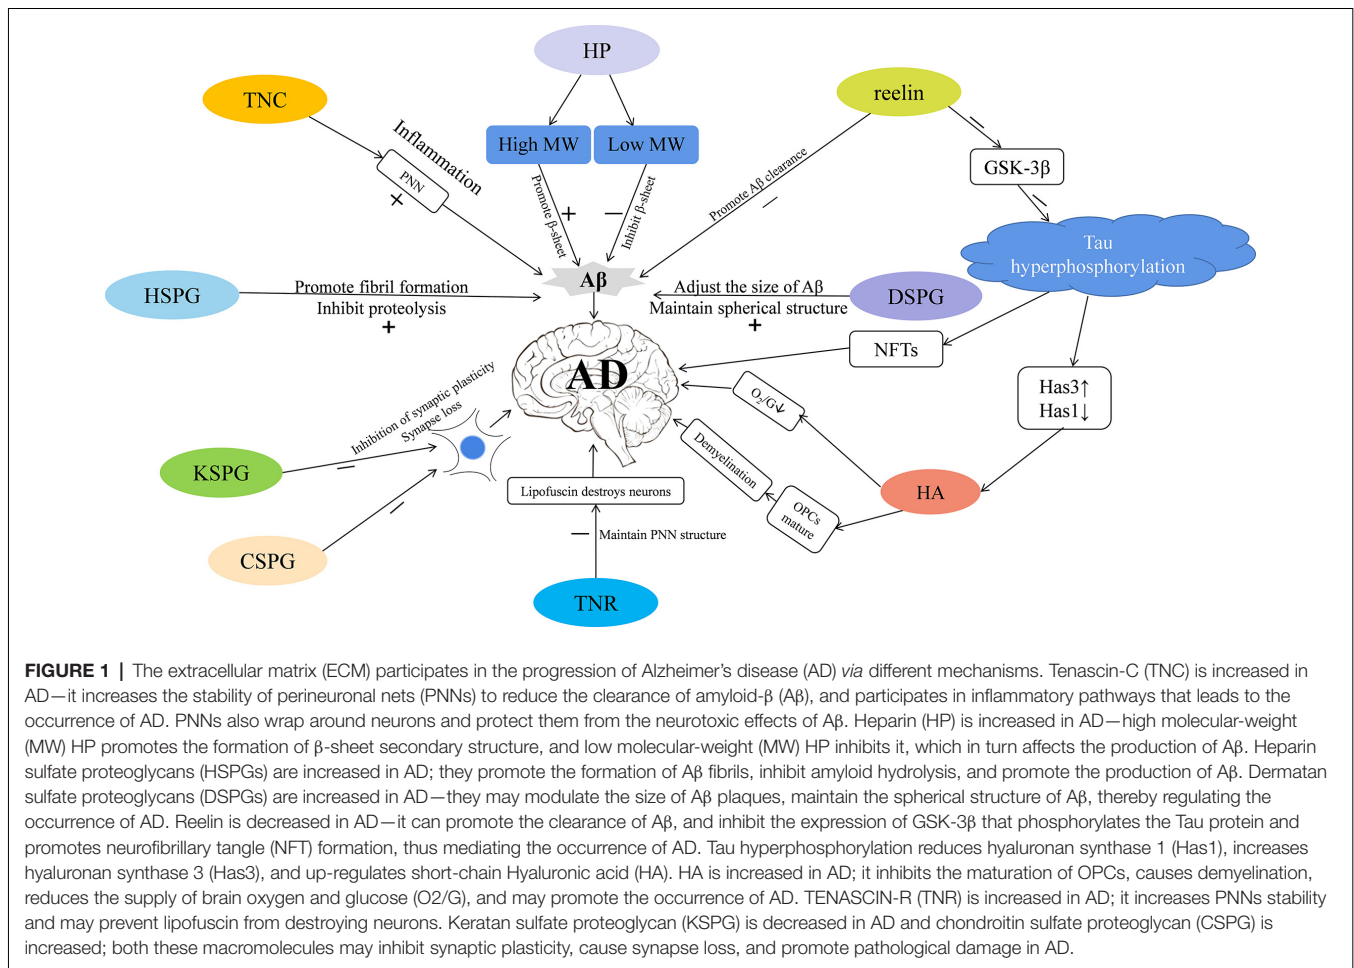 HP
TNC
reelin
Inflammation
High MW
Low MW
PNN
+
GSK-3β
Promote β-sheet
+
Inhibit β-sheet
—
Promote Aβ clearance
—
—
—
Tau
hyperphosphorylation
Aβ
HSPG
Promote fibril formation
Inhibit proteolysis
+
Adjust the size of Aβ
Maintain spherical structure
+
DSPG
NFTs
AD
Has3↑
Has1↓
O₂/G↓
Inhibition of synaptic plasticity
Synapse loss
—
KSPG
Demyelination
Lipofuscin destroys neurons
HA
OPCs
mature
—
CSPG
— Maintain PNN structure
TNR
FIGURE 1 | The extracellular matrix (ECM) participates in the progression of Alzheimer's disease (AD) via different mechanisms. Tenascin-C (TNC) is increased in
AD—it increases the stability of perineuronal nets (PNNs) to reduce the clearance of amyloid-β (Aβ), and participates in inflammatory pathways that leads to the
occurrence of AD. PNNs also wrap around neurons and protect them from the neurotoxic effects of Aβ. Heparin (HP) is increased in AD—high molecular-weight
(MW) HP promotes the formation of β-sheet secondary structure, and low molecular-weight (MW) HP inhibits it, which in turn affects the production of Aβ. Heparin
sulfate proteoglycans (HSPGs) are increased in AD; they promote the formation of Aβ fibrils, inhibit amyloid hydrolysis, and promote the production of Aβ. Dermatan
sulfate proteoglycans (DSPGs) are increased in AD—they may modulate the size of Aβ plaques, maintain the spherical structure of Aβ, thereby regulating the
occurrence of AD. Reelin is decreased in AD—it can promote the clearance of Aβ, and inhibit the expression of GSK-3β that phosphorylates the Tau protein and
promotes neurofibrillary tangle (NFT) formation, thus mediating the occurrence of AD. Tau hyperphosphorylation reduces hyaluronan synthase 1 (Has1), increases
hyaluronan synthase 3 (Has3), and up-regulates short-chain Hyaluronic acid (HA). HA is increased in AD; it inhibits the maturation of OPCs, causes demyelination,
reduces the supply of brain oxygen and glucose (O2/G), and may promote the occurrence of AD. TENASCIN-R (TNR) is increased in AD; it increases PNNs stability
and may prevent lipofuscin from destroying neurons. Keratan sulfate proteoglycan (KSPG) is decreased in AD and chondroitin sulfate proteoglycan (CSPG) is
increased; both these macromolecules may inhibit synaptic plasticity, cause synapse loss, and promote pathological damage in AD.